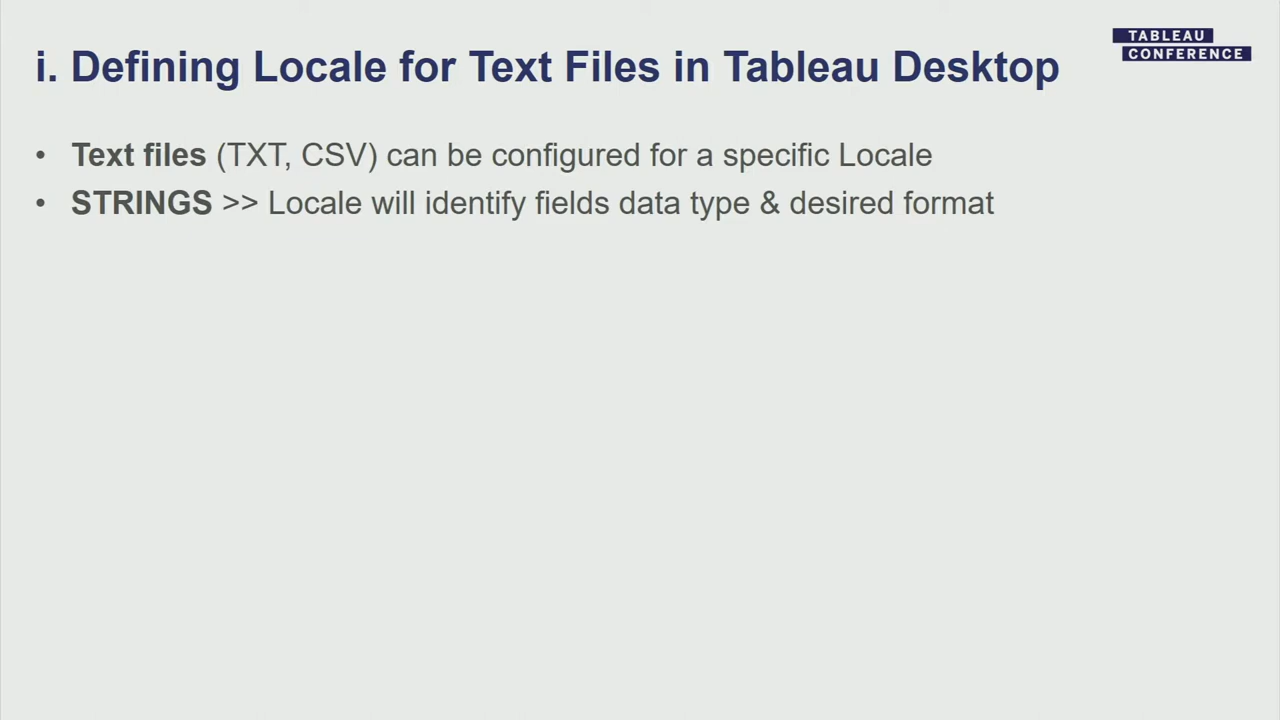 i. Defining Locale for Text Files in Tableau Desktop
TABLEAU
CONFERENCE
• Text files (TXT, CSV) can be configured for a specific Locale
• STRINGS >> Locale will identify fields data type & desired format